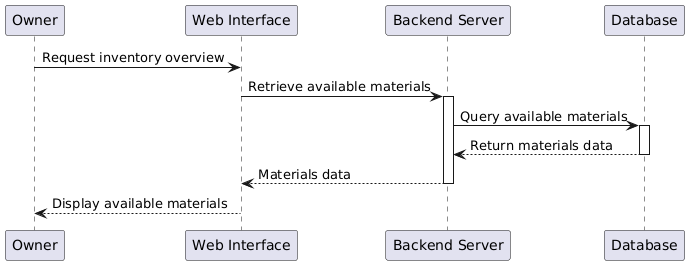 Owner
Web Interface
Backend Server
Database
Request inventory overview
Retrieve available materials
Query available materials
Return materials data
Materials data
Display available materials
Owner
Web Interface
Backend Server
Database